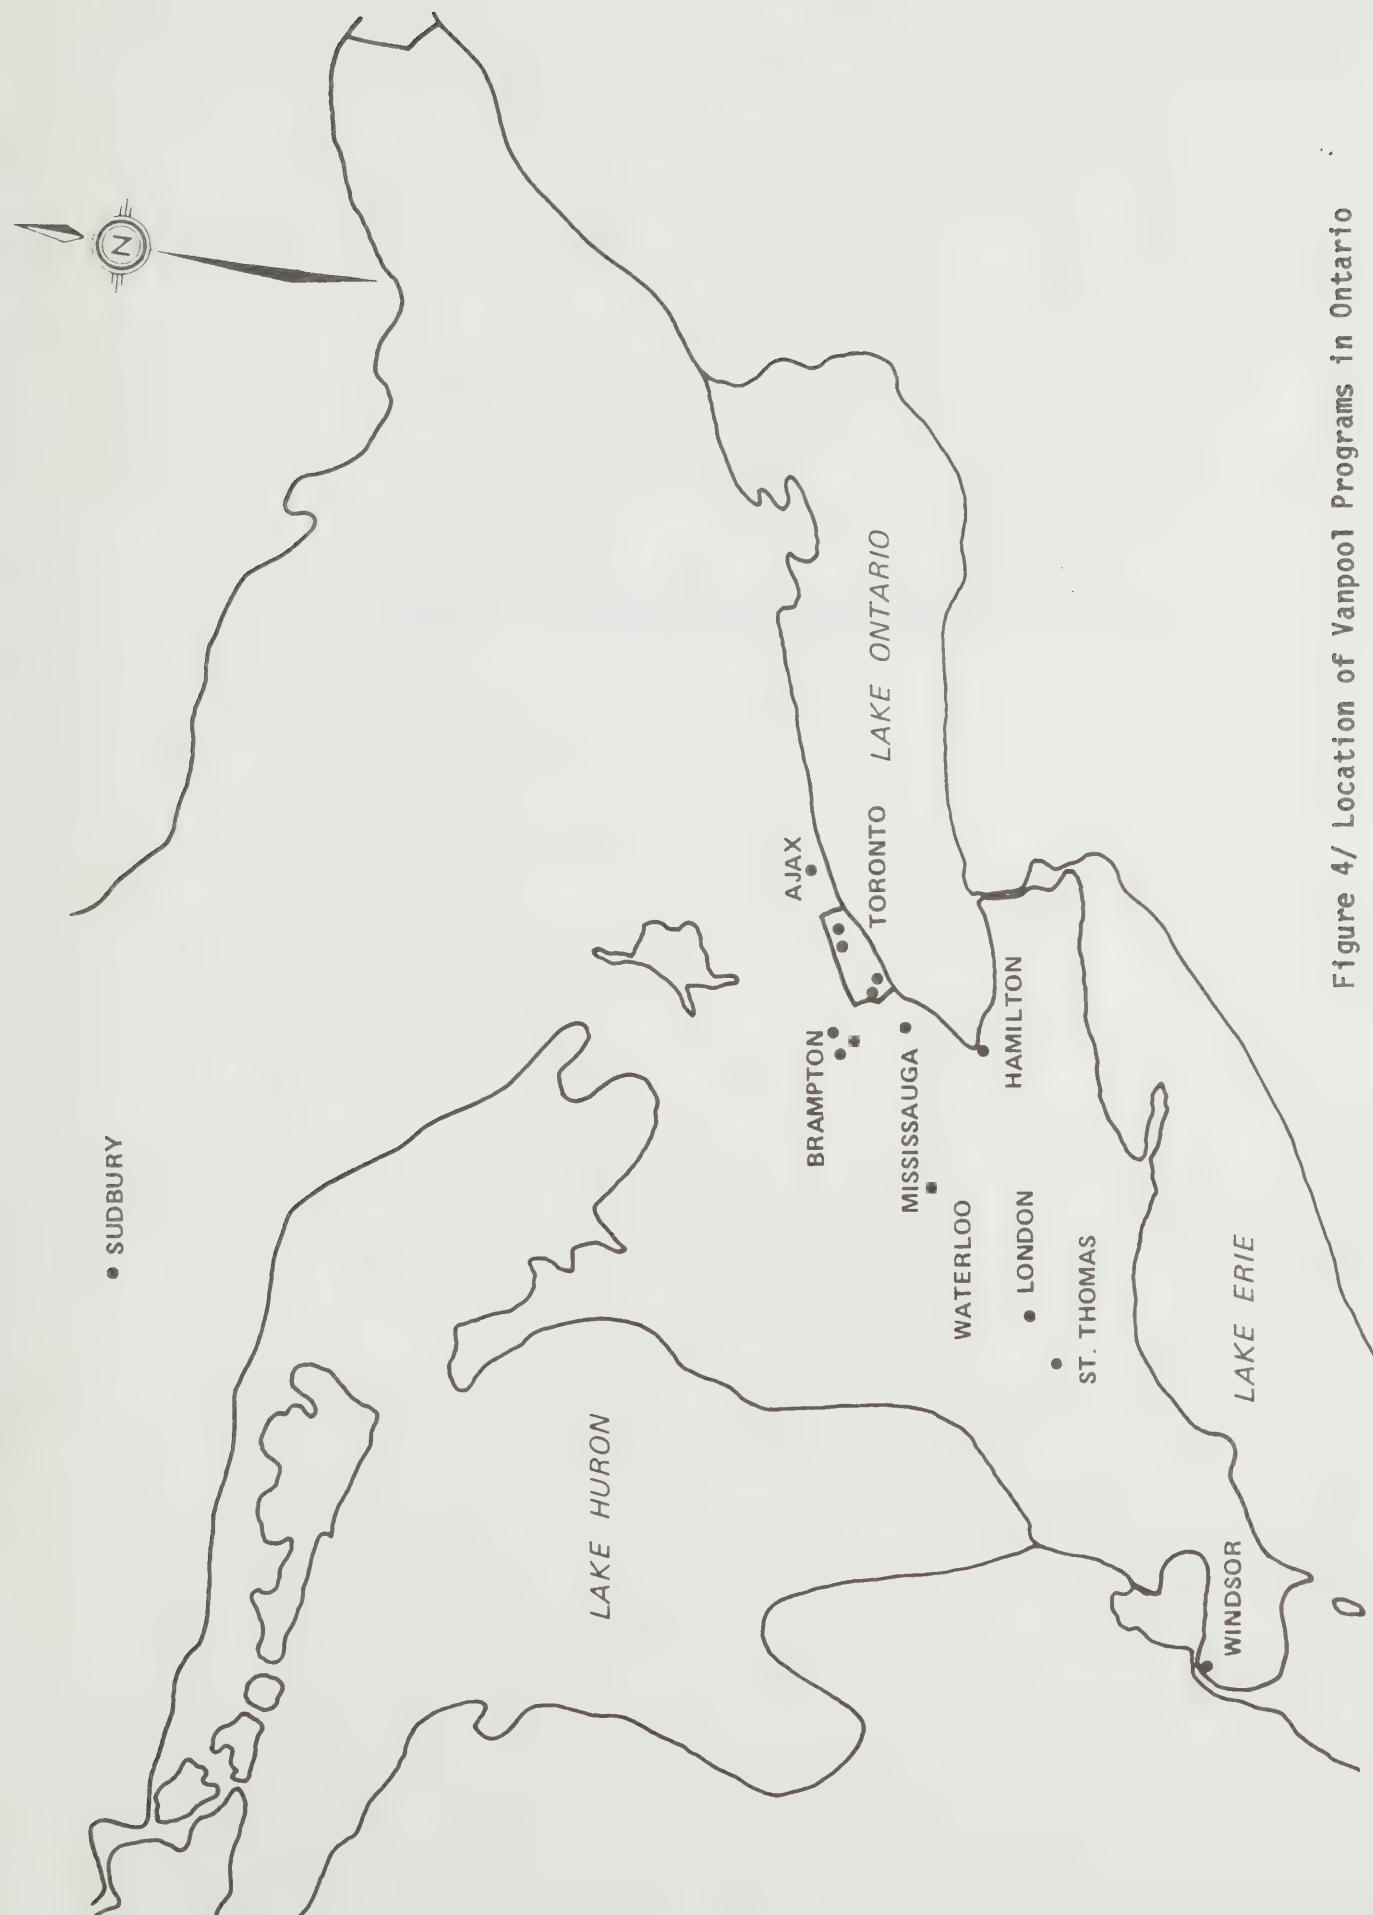 N
SUDBURY
LAKE HURON
AJAX
BRAMPTON
TORONTO
LAKE ONTARIO
MISSISSAUGA
WATERLOO
HAMILTON
LONDON
ST. THOMAS
WINDSOR
LAKE ERIE
Figure 4/ Location of Vanpool Programs in Ontario